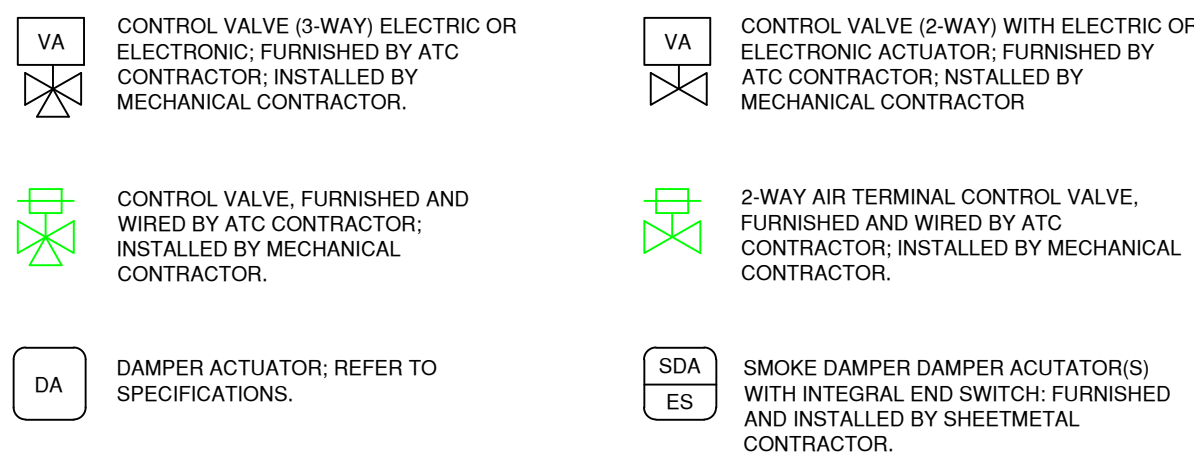 VA
CONTROL VALVE (3-WAY) ELECTRIC OR
ELECTRONIC; FURNISHED BY ATC
CONTRACTOR; INSTALLED BY
MECHANICAL CONTRACTOR.
VA
CONTROL VALVE (2-WAY) WITH ELECTRIC OR
ELECTRONIC ACTUATOR; FURNISHED BY
ATC CONTRACTOR; NSTALLED BY
MECHANICAL CONTRACTOR
CONTROL VALVE, FURNISHED AND
WIRED BY ATC CONTRACTOR;
INSTALLED BY MECHANICAL
CONTRACTOR.
2-WAY AIR TERMINAL CONTROL VALVE,
FURNISHED AND WIRED BY ATC
CONTRACTOR; INSTALLED BY MECHANICAL
CONTRACTOR.
DA
DAMPER ACTUATOR; REFER TO
SPECIFICATIONS.
SDA
ES
SMOKE DAMPER DAMPER ACUTATOR(S)
WITH INTEGRAL END SWITCH: FURNISHED
AND INSTALLED BY SHEETMETAL
CONTRACTOR.